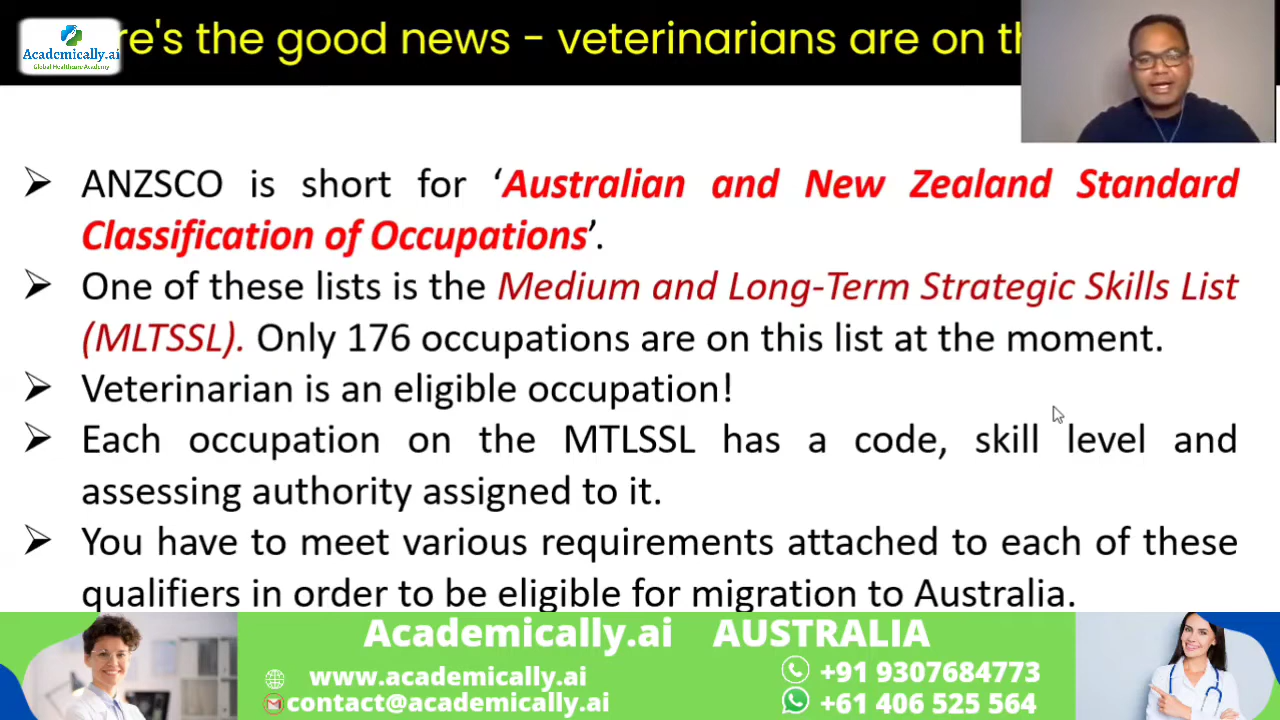 Academically.ai
Global Healthcare Academy
re's the good news - veterinarians are on th
➢ ANZSCO is short for ‘Australian and New Zealand Standard
Classification of Occupations’.
➢ One of these lists is the Medium and Long-Term Strategic Skills List
(MLTSSL). Only 176 occupations are on this list at the moment.
➢ Veterinarian is an eligible occupation!
➢ Each occupation on the MTLSSL has a code, skill level and
assessing authority assigned to it.
➢ You have to meet various requirements attached to each of these
qualifiers in order to be eligible for migration to Australia.
Academically.ai AUSTRALIA
www.academically.ai
contact@academically.ai
+91 9307684773
+61 406 525 564